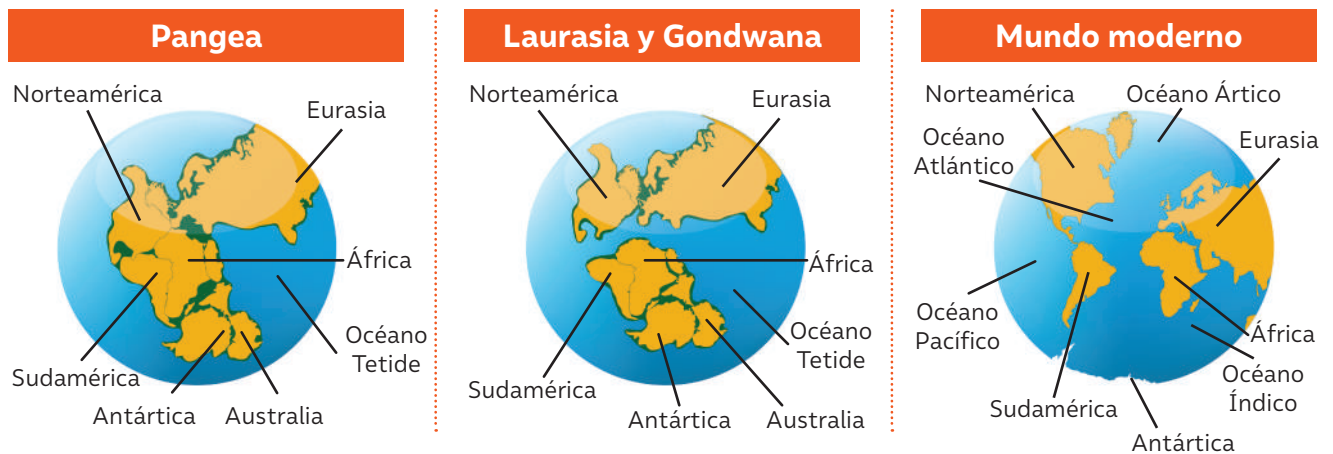 Pangea
Norteamérica
Eurasia
África
Océano
Tetide
Sudamérica
Antártica
Australia
Laurasia y Gondwana
Norteamérica
Eurasia
África
Océano
Tetide
Sudamérica
Antártica
Australia
Mundo moderno
Norteamérica
Océano Ártico
Océano
Atlántico
Eurasia
Océano
Pacífico
África
Océano
Índico
Sudamérica
Antártica